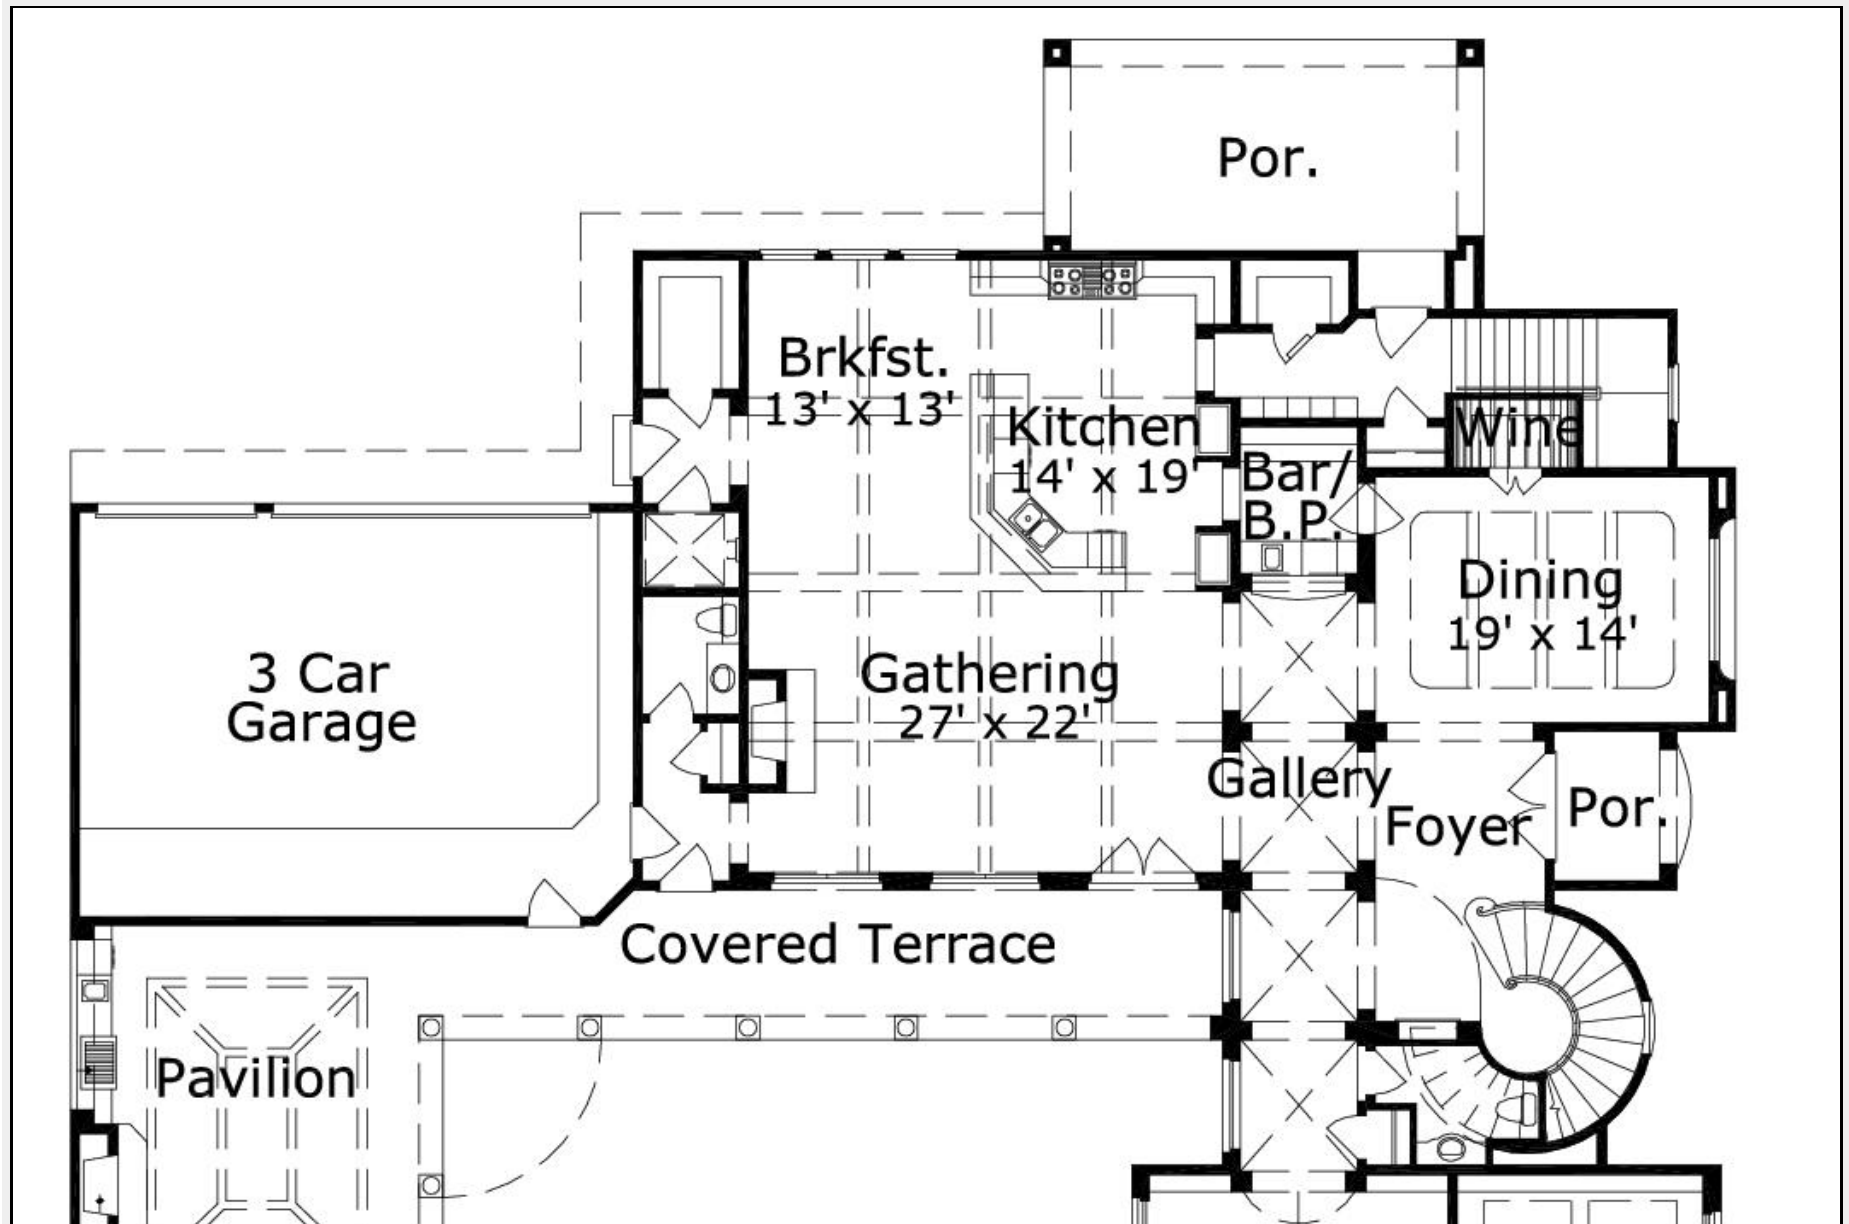 Por.
Brkfst.
13' x 13'
Kitchen
14' x 19'
Wine
Bar/
B.P.
Dining
19' x 14'
3 Car
Garage
Gathering
27' x 22'
Gallery
Foyer
Por.
Covered Terrace
Pavilion